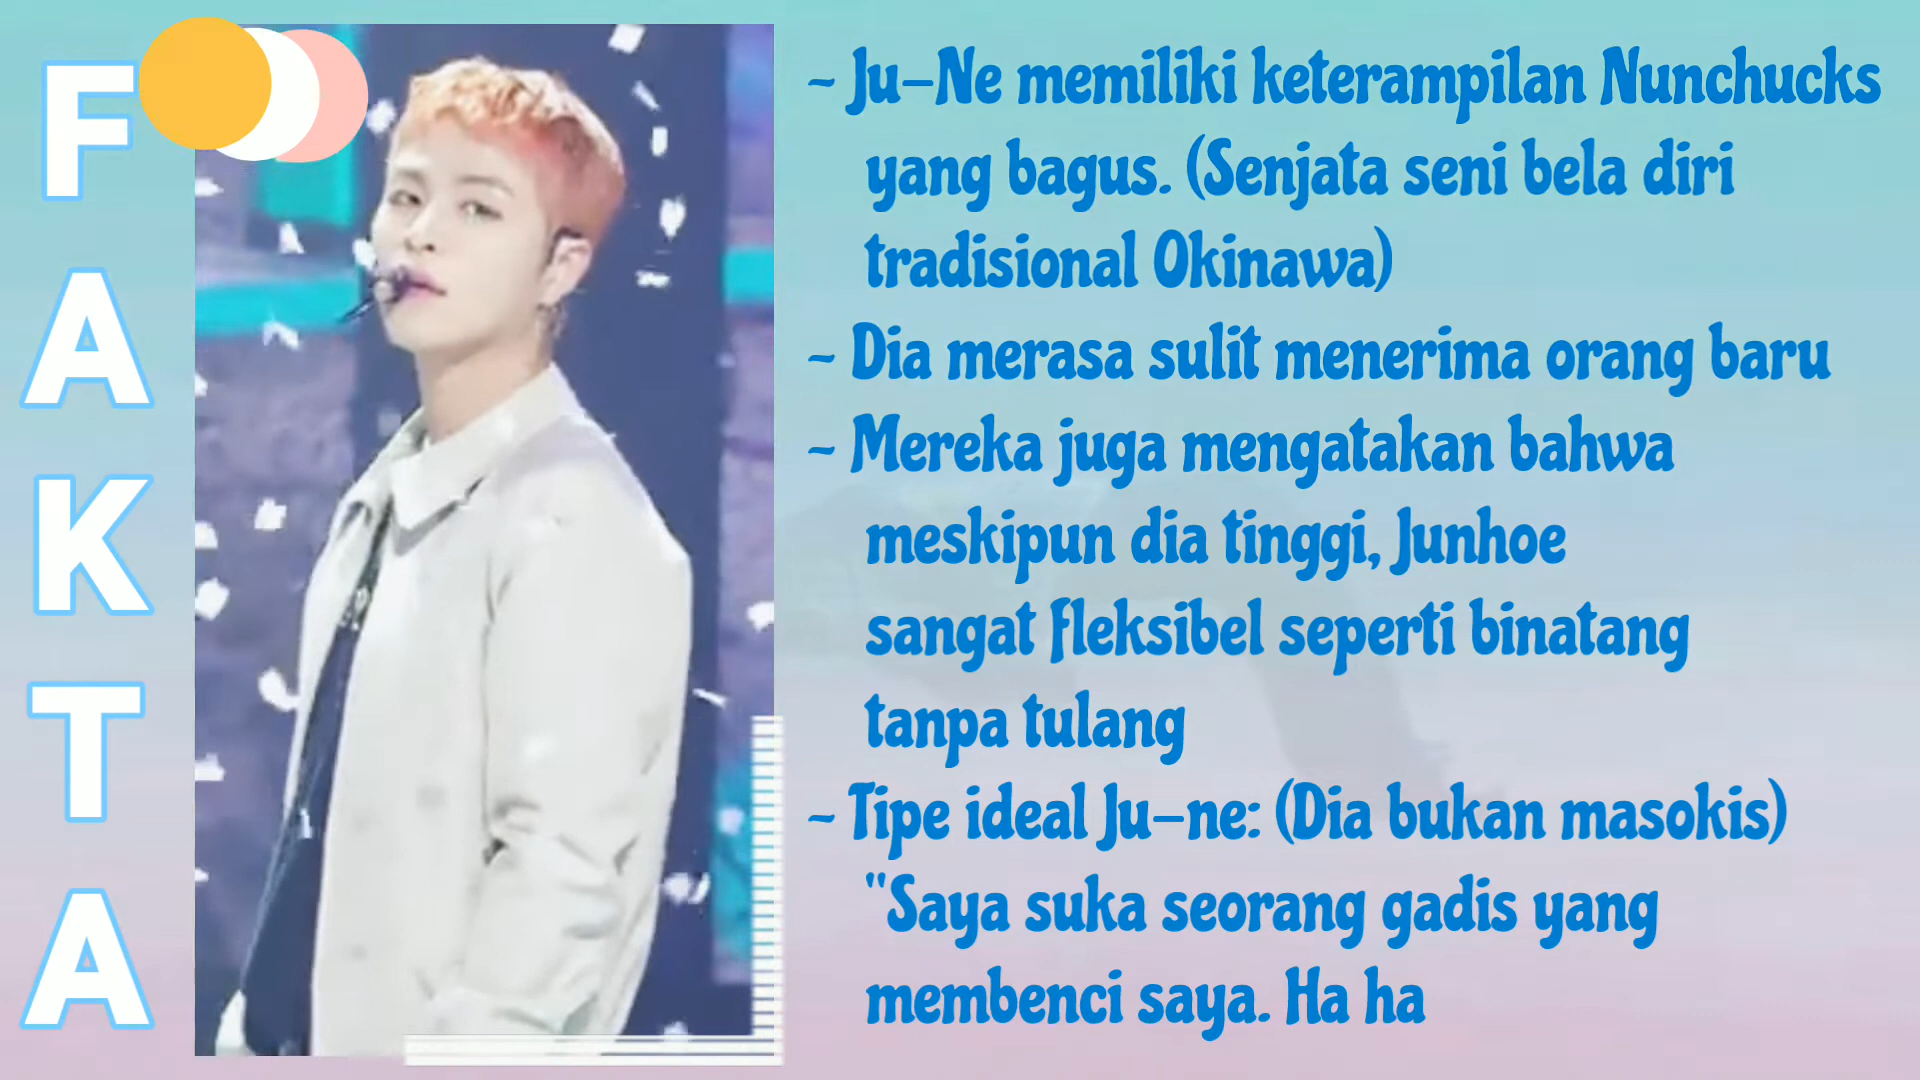 FAKTA
~ Ju-Ne memiliki keterampilan Nunchucks
yang bagus. (Senjata seni bela diri
tradisional Okinawa)
~ Dia merasa sulit menerima orang baru
~ Mereka juga mengatakan bahwa
meskipun dia tinggi, Junhoe
sangat fleksibel seperti binatang
tanpa tulang
~ Tipe ideal Ju-ne: (Dia bukan masokis)
"Saya suka seorang gadis yang
membenci saya. Ha ha